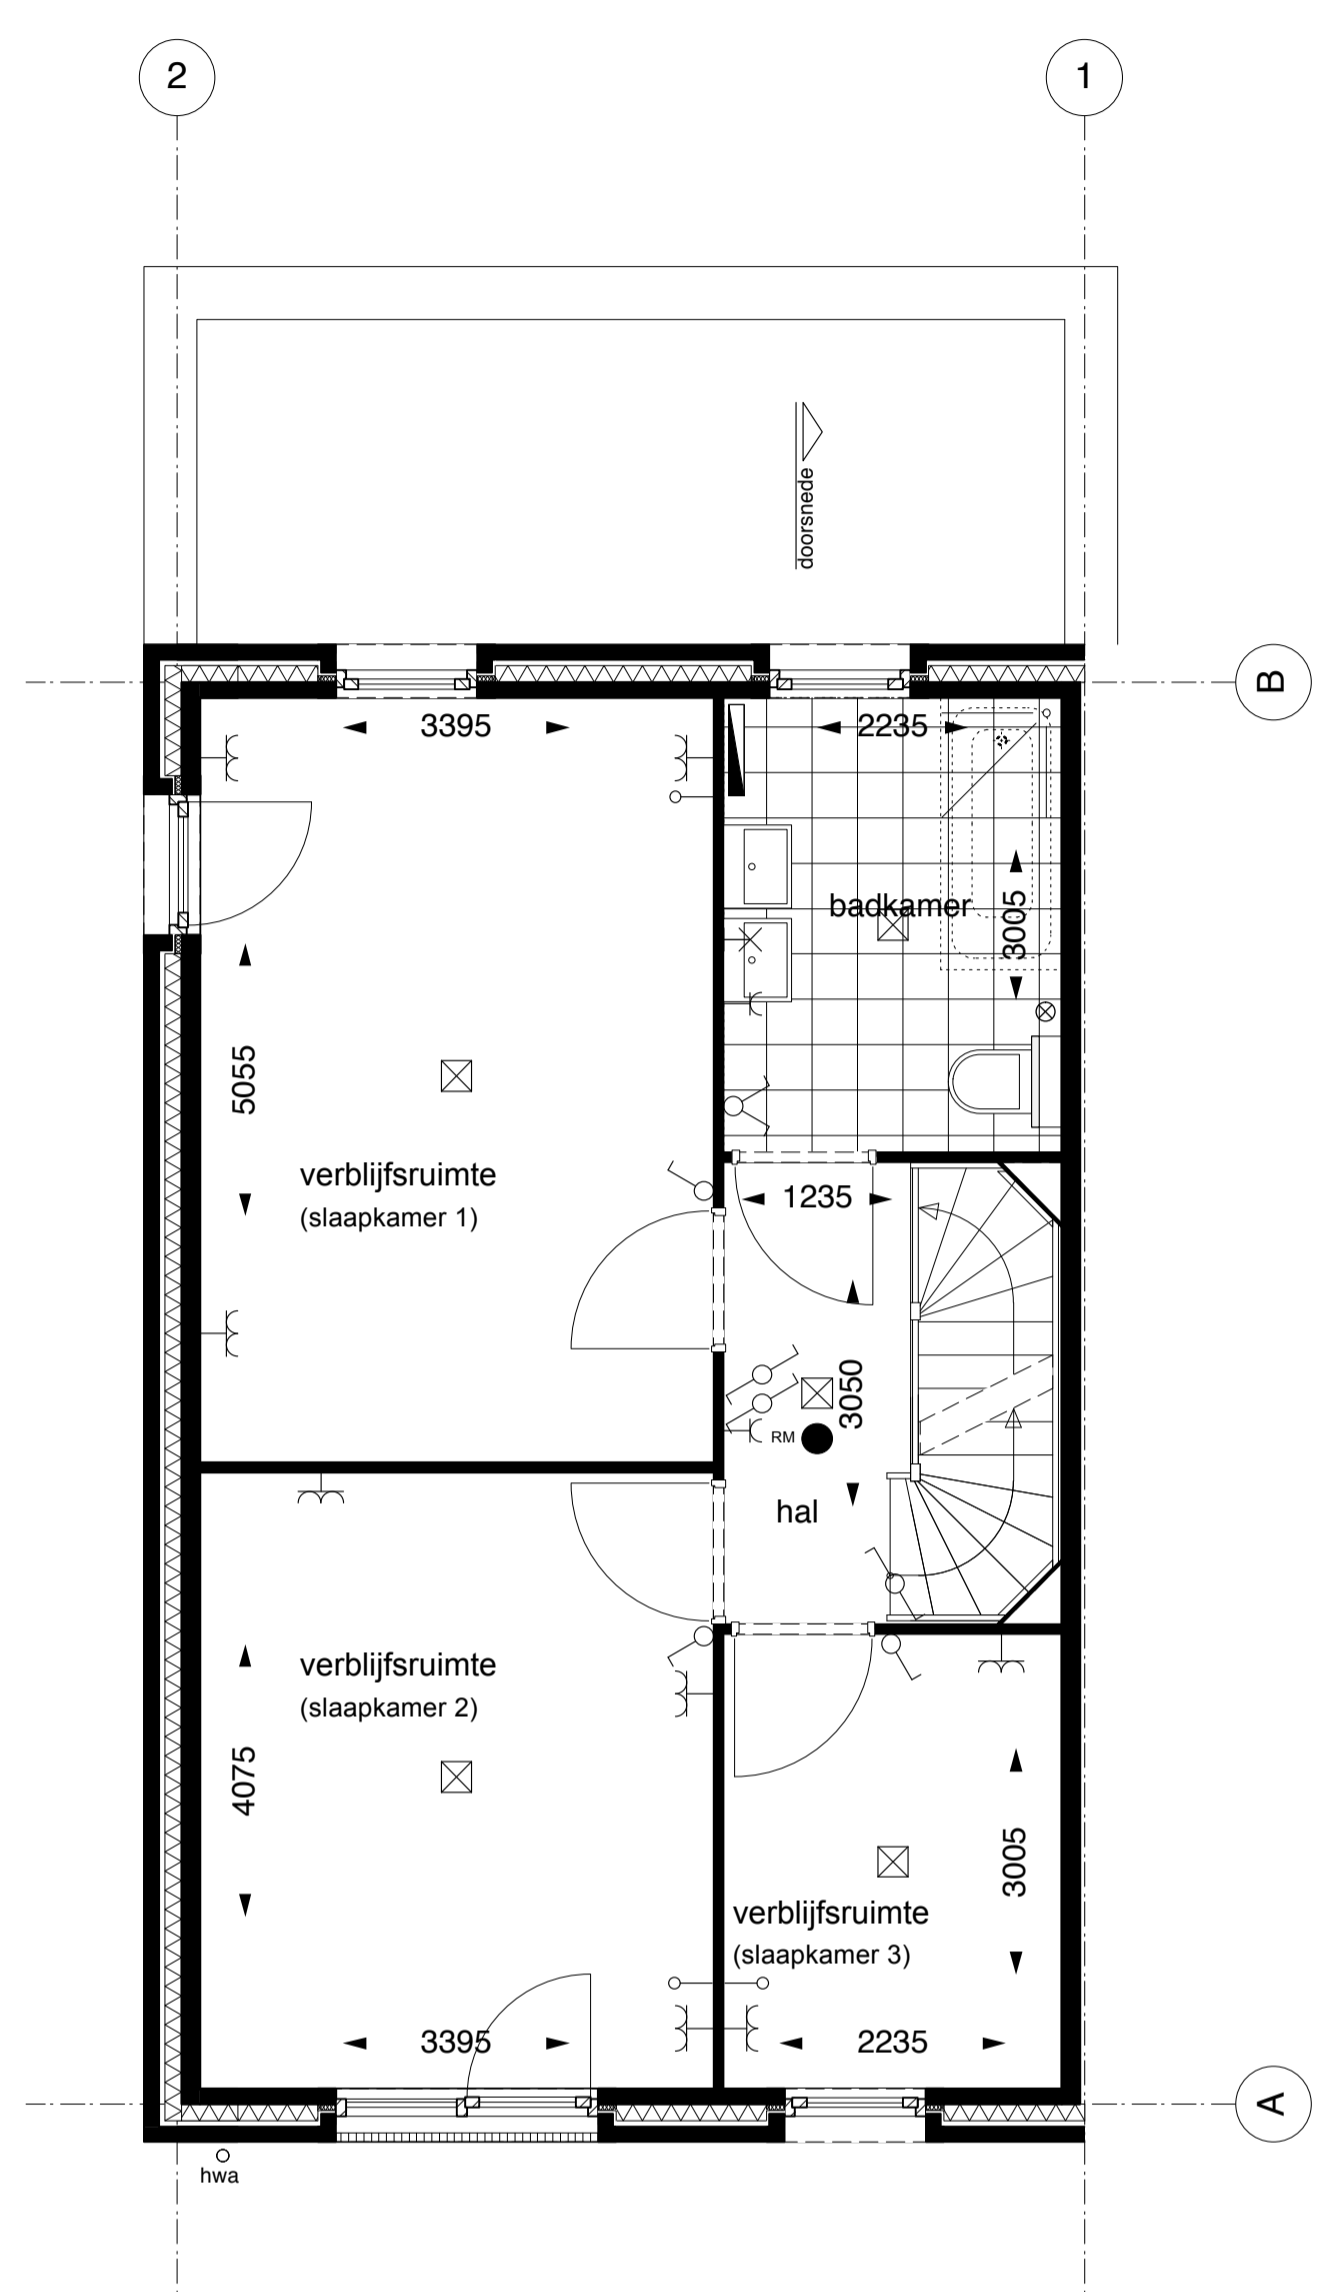 2
1
doorsnede
B
3395
2235
badkamer
3005
5055
verblijfsruimte
(slaapkamer 1)
1235
3050
RM
hal
verblijfsruimte
(slaapkamer 2)
4075
3005
verblijfsruimte
(slaapkamer 3)
3395
2235
A
hwa